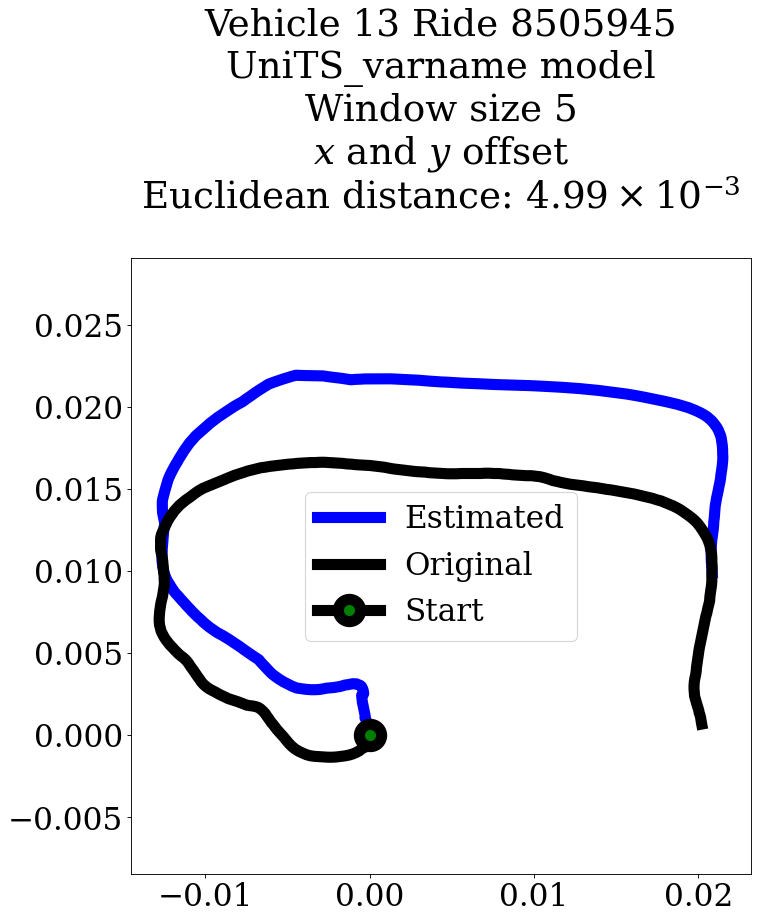 Vehicle 13 Ride 8505945
UniTS_varname model
Window size 5
x and y offset
Euclidean distance: 4.99 × 10⁻³
0.025
0.020
0.015
0.010
0.005
0.000
−0.005
Estimated
Original
Start
−0.01 0.00 0.01 0.02